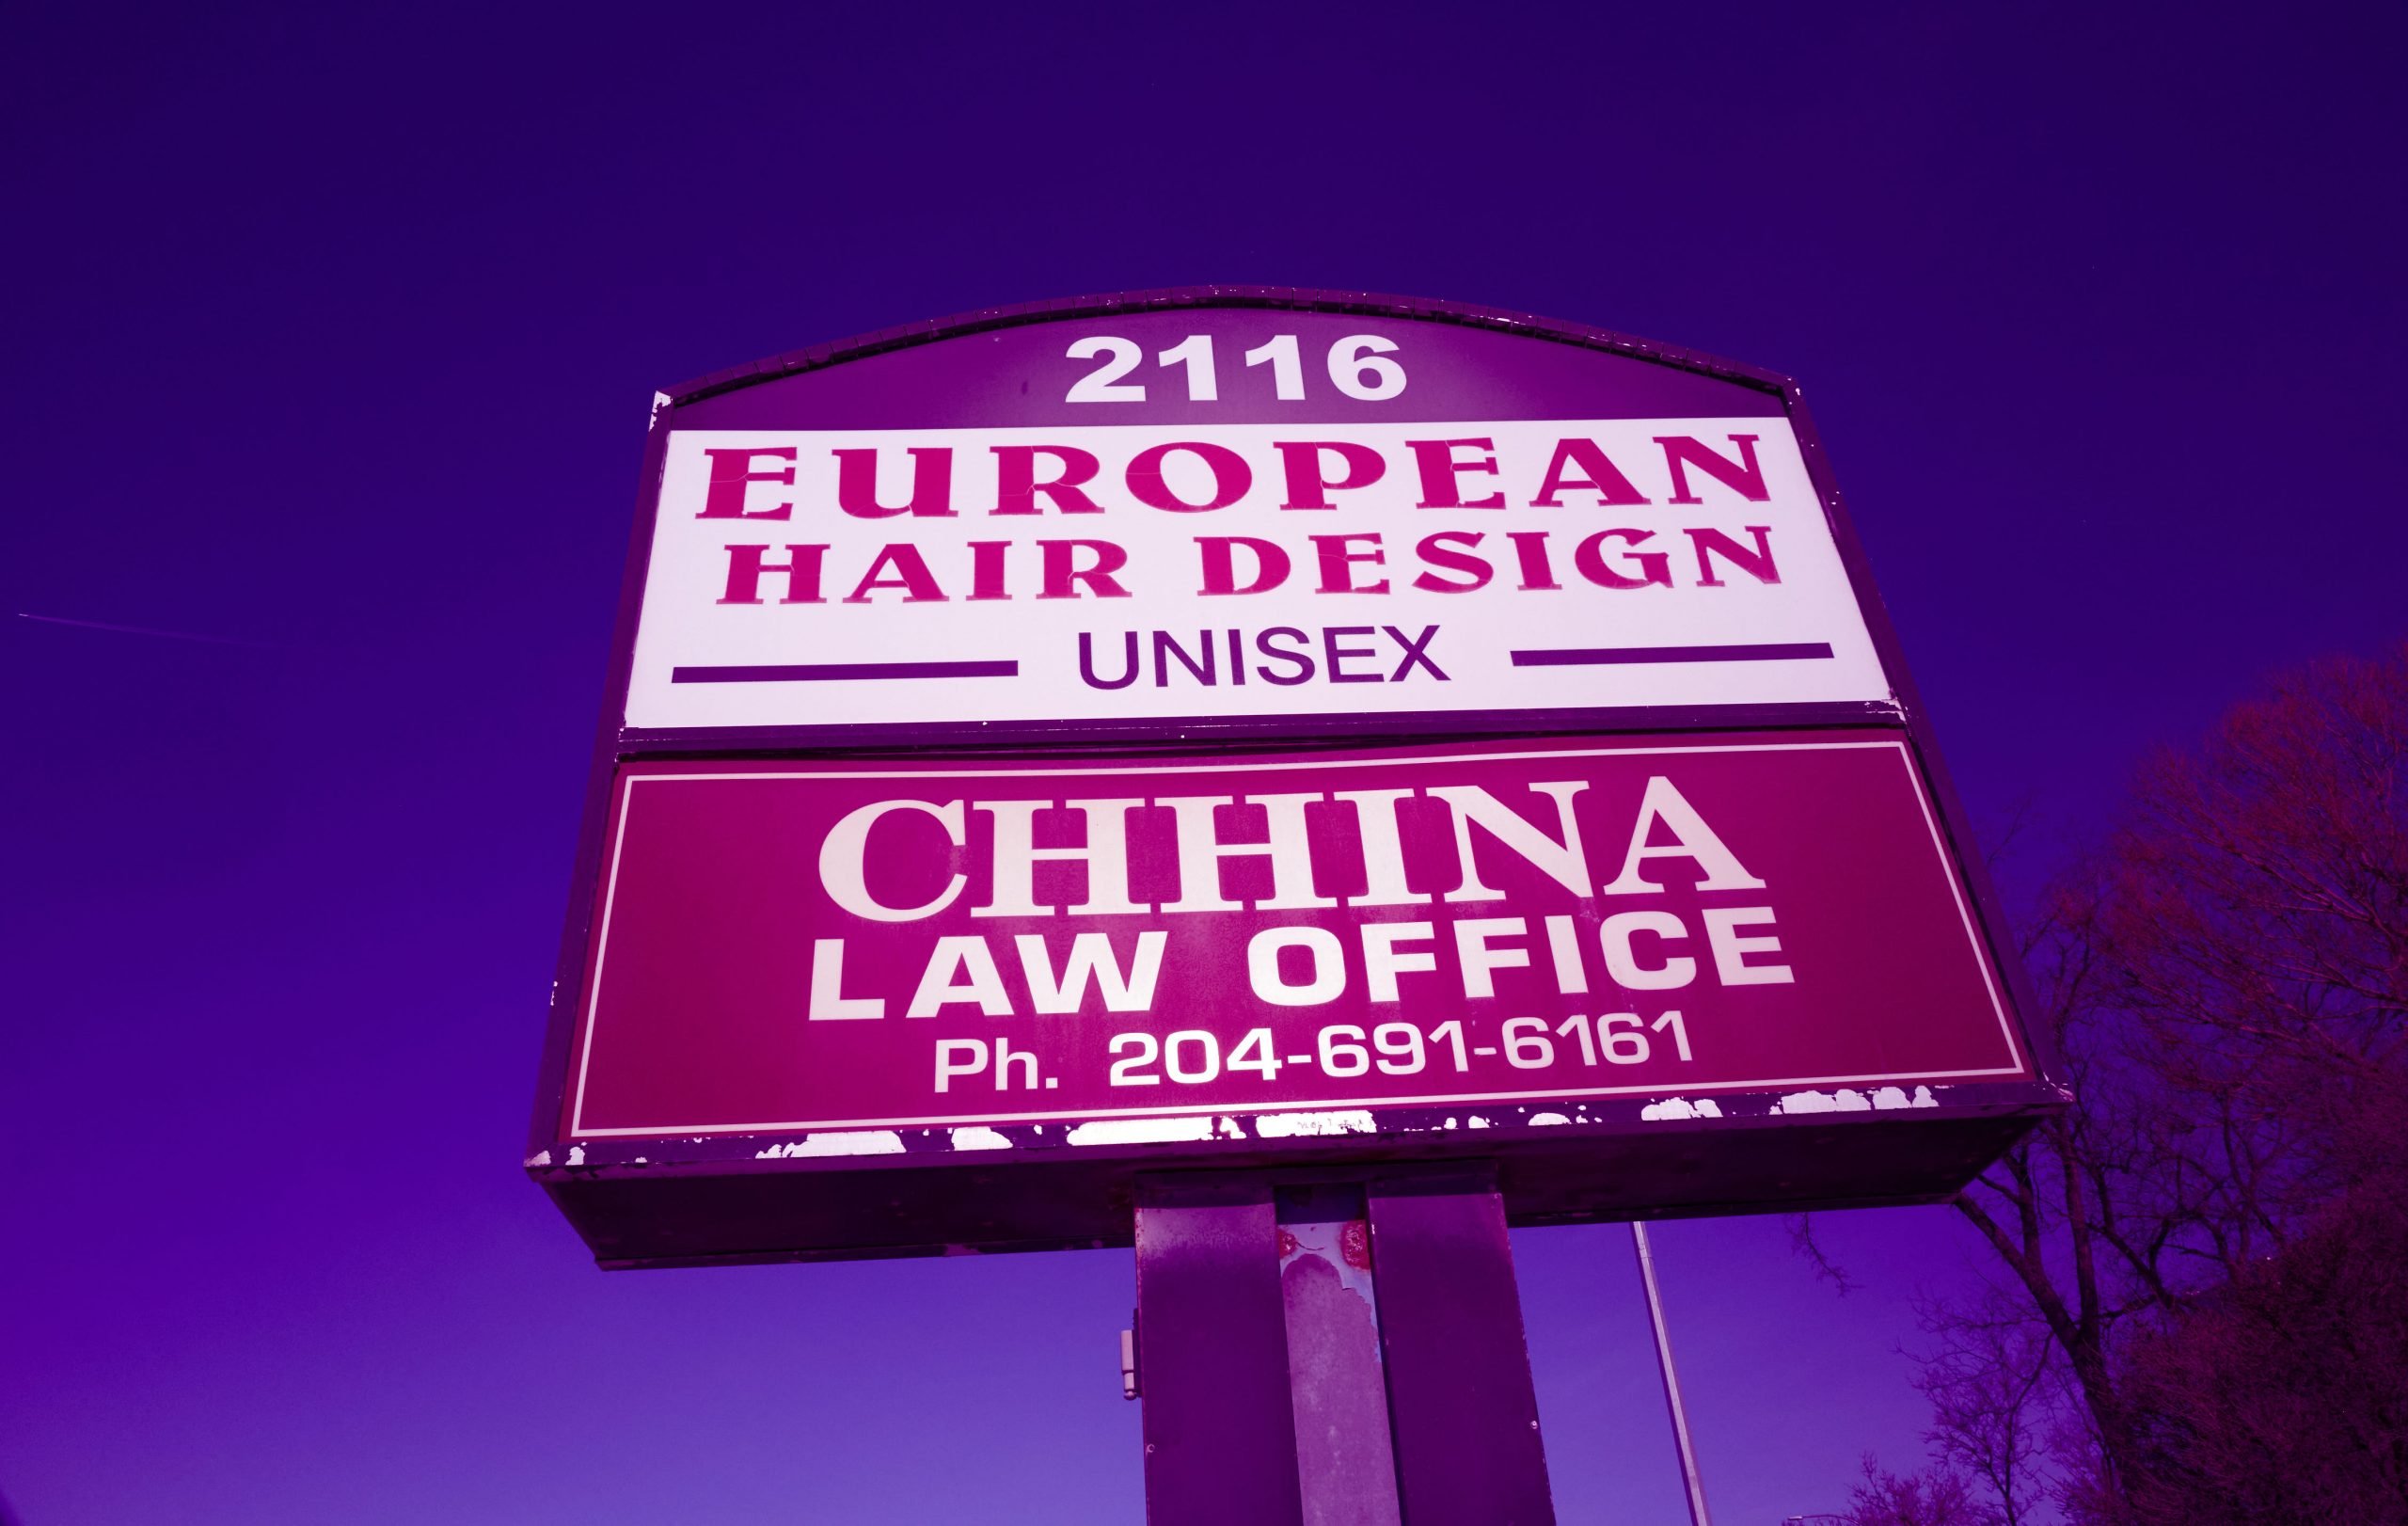 2116
EUROPEAN
HAIR DESIGN
UNISEX
CHHINA
LAW OFFICE
Ph. 204-691-6161